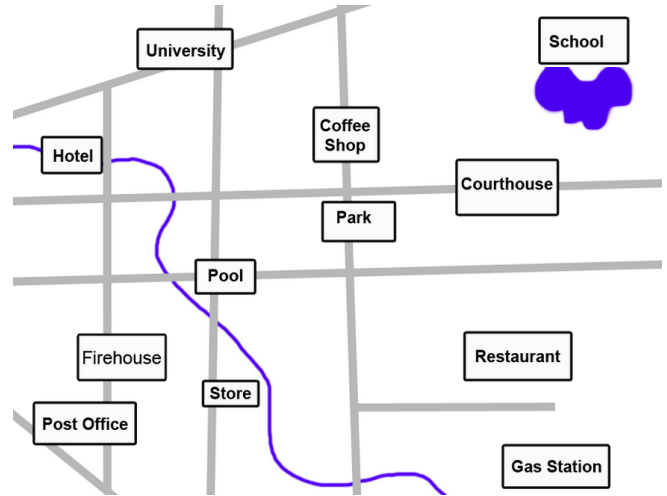 School
University
Coffee
Shop
Hotel
Courthouse
Park
Pool
Firehouse
Restaurant
Store
Post Office
Gas Station